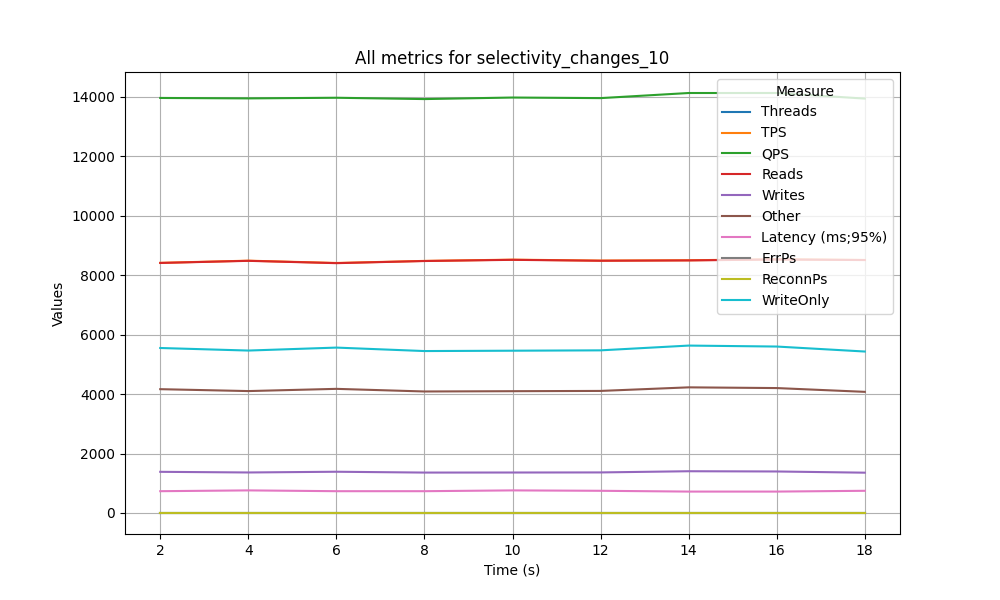 All metrics for selectivity_changes_10
14000
12000
10000
8000
6000
4000
2000
0
Values
2 4 6 8 10 12 14 16 18
Time (s)
Measure
Threads
TPS
QPS
Reads
Writes
Other
Latency (ms;95%)
ErrPs
ReconnPs
WriteOnly